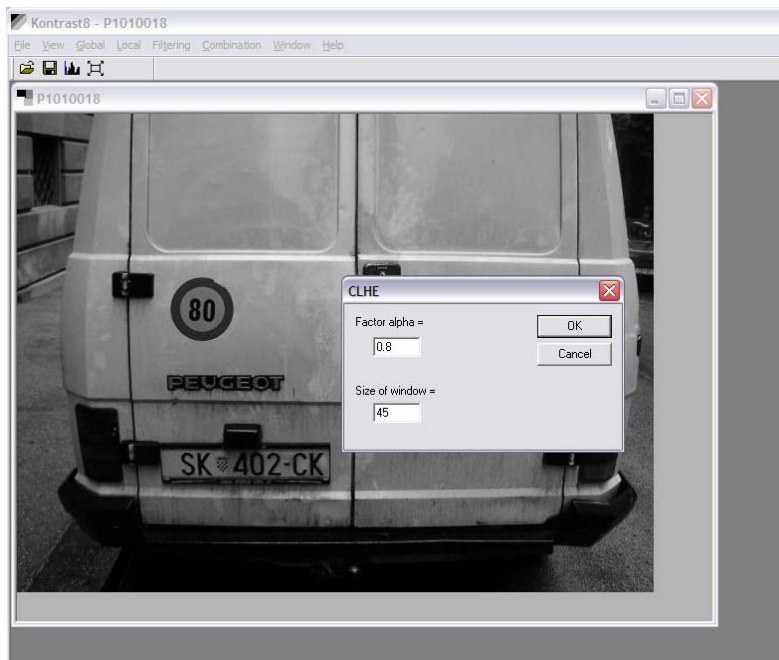 Kontrast8 - P1010018
File View Global Local Filtering Combination Window Help
P1010018
80
PEUGEOT
SK 402-CK
CLHE
Factor alpha =
0.8
OK
Cancel
Size of window =
45